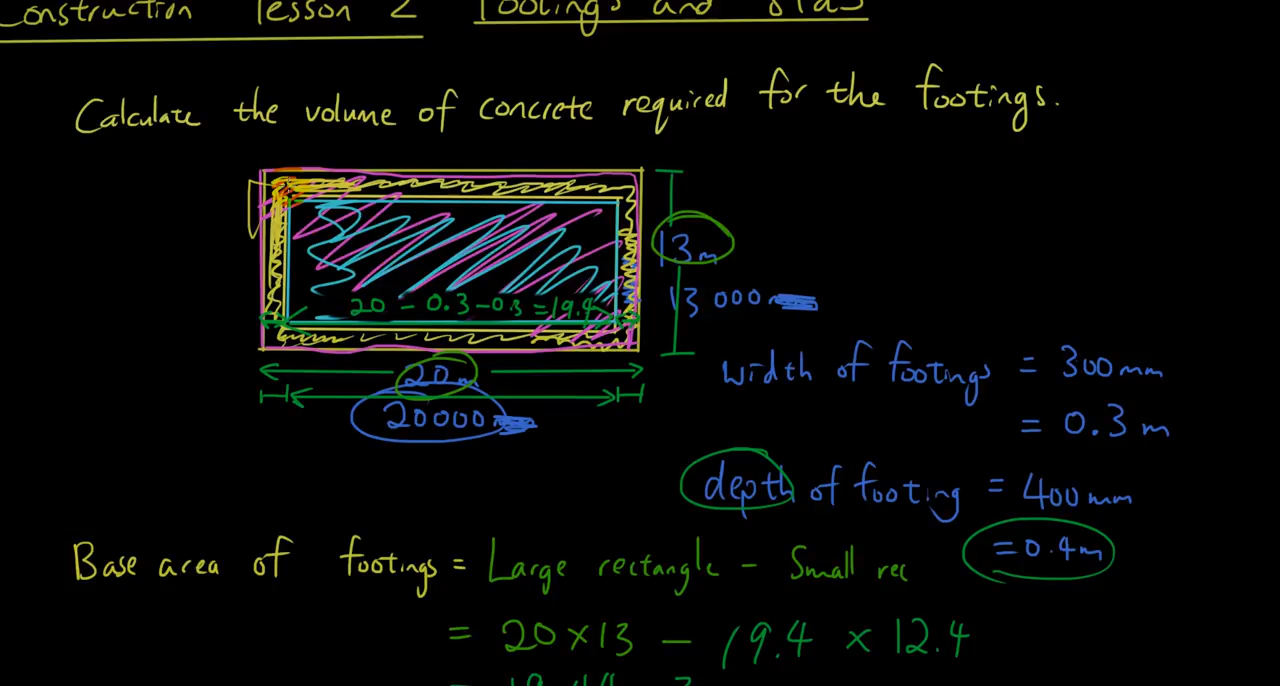 Construction lesson 2 Footings and Slabs
Calculate the volume of concrete required for the footings.
13m
20 - 0.3 - 0.3 = 19.4
13 000
20m
20000
width of footings = 300mm
= 0.3 m
depth of footing = 400mm
= 0.4m
Base area of footings = Large rectangle - Small rec
= 20 x 13 - 19.4 x 12.4